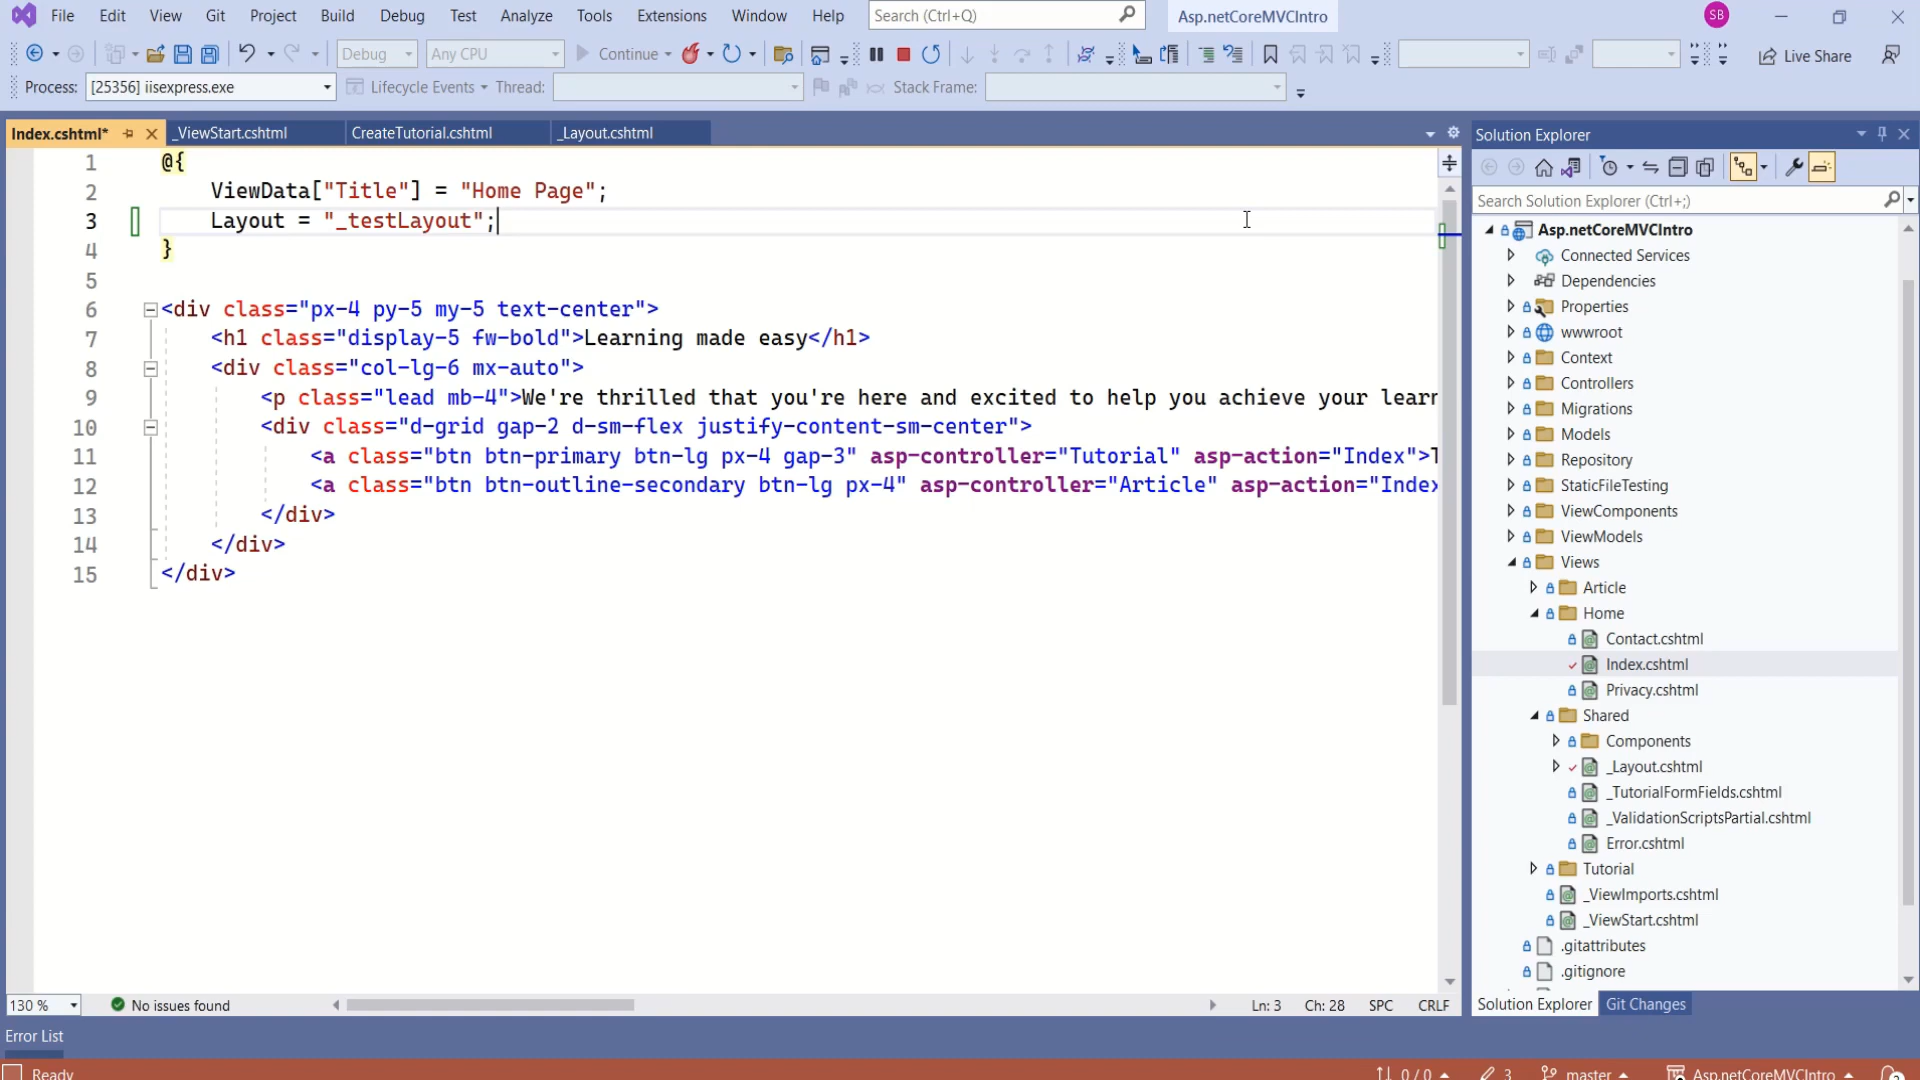 File Edit View Git Project Build Debug Test Analyze Tools Extensions Window Help Search (Ctrl+Q) Asp.netCoreMVCIntro SB
Debug Any CPU Continue Live Share
Process: [25356] iisexpress.exe Lifecycle Events Thread: Stack Frame:
Index.cshtml* _ViewStart.cshtml CreateTutorial.cshtml _Layout.cshtml
1 @{
2 ViewData["Title"] = "Home Page";
3 Layout = "_testLayout";
4 }
5
6 <div class="px-4 py-5 my-5 text-center">
7 <h1 class="display-5 fw-bold">Learning made easy</h1>
8 <div class="col-lg-6 mx-auto">
9 <p class="lead mb-4">We're thrilled that you're here and excited to help you achieve your learn
10 <div class="d-grid gap-2 d-sm-flex justify-content-sm-center">
11 <a class="btn btn-primary btn-lg px-4 gap-3" asp-controller="Tutorial" asp-action="Index">T
12 <a class="btn btn-outline-secondary btn-lg px-4" asp-controller="Article" asp-action="Index
13 </div>
14 </div>
15 </div>
130 % No issues found Ln: 3 Ch: 28 SPC CRLF
Solution Explorer
Search Solution Explorer (Ctrl+;)
Asp.netCoreMVCIntro
Connected Services
Dependencies
Properties
wwwroot
Context
Controllers
Migrations
Models
Repository
StaticFileTesting
ViewComponents
ViewModels
Views
Article
Home
Contact.cshtml
Index.cshtml
Privacy.cshtml
Shared
Components
_Layout.cshtml
_TutorialFormFields.cshtml
_ValidationScriptsPartial.cshtml
Error.cshtml
Tutorial
_ViewImports.cshtml
_ViewStart.cshtml
.gitattributes
.gitignore
Solution Explorer Git Changes
Error List
Ready 0 / 0 3 master Asp.netCoreMVCIntro